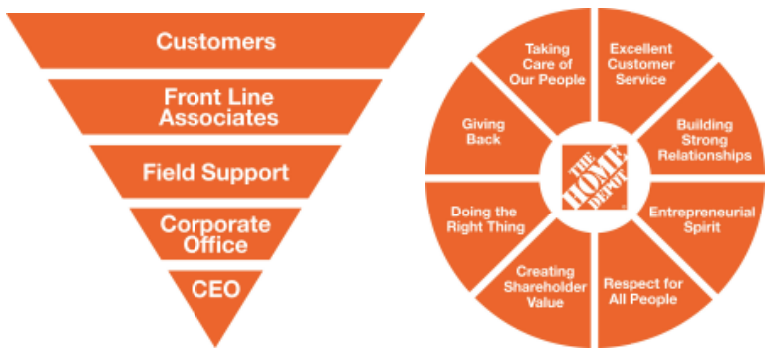 Customers
Front Line
Associates
Field Support
Corporate
Office
CEO
Taking
Care of
Our People
Excellent
Customer
Service
Building
Strong
Relationships
Entrepreneurial
Spirit
Respect for
All People
Creating
Shareholder
Value
Doing the
Right Thing
Giving
Back
THE
HOME
DEPOT